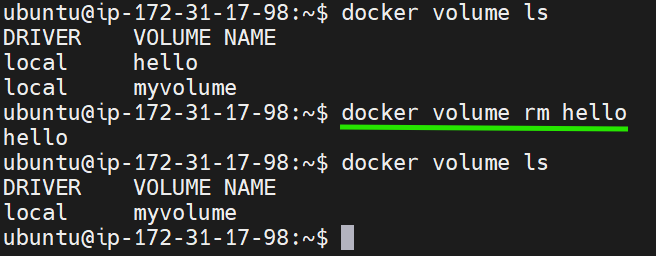 ubuntu@ip-172-31-17-98:~$ docker volume ls
DRIVER    VOLUME NAME
local     hello
local     myvolume
ubuntu@ip-172-31-17-98:~$ docker volume rm hello
hello
ubuntu@ip-172-31-17-98:~$ docker volume ls
DRIVER    VOLUME NAME
local     myvolume
ubuntu@ip-172-31-17-98:~$